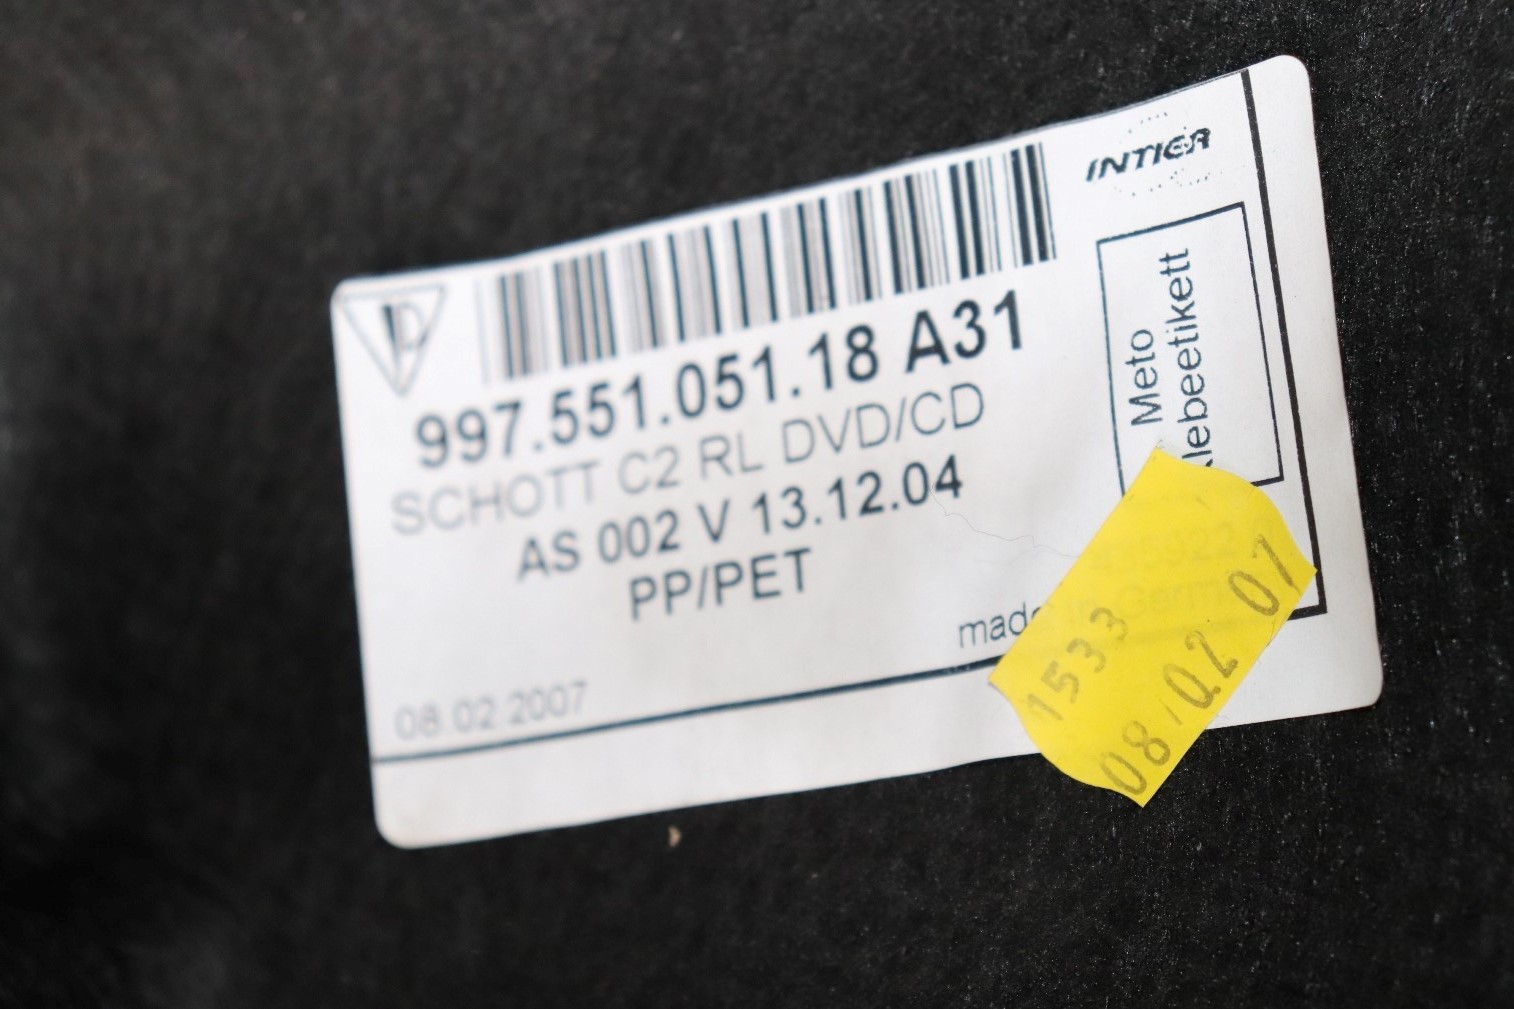 INTIER
P
997.551.051.18 A31
SCHOTT C2 RL DVD/CD
AS 002 V 13.12.04
PP/PET
Meto
Klebeetikett
made in Germ
08.02.2007
1533
08/02 07